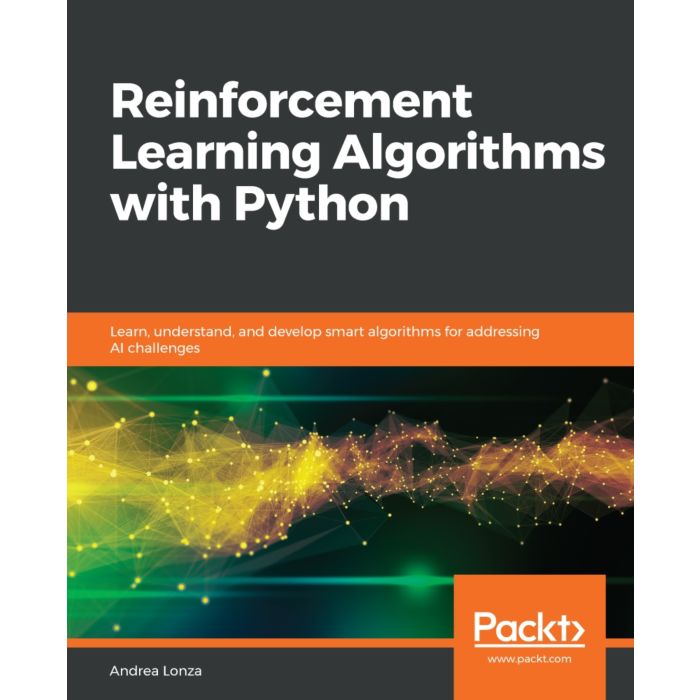 Reinforcement
Learning Algorithms
with Python
Learn, understand, and develop smart algorithms for addressing
AI challenges
Packt>
www.packt.com
Andrea Lonza